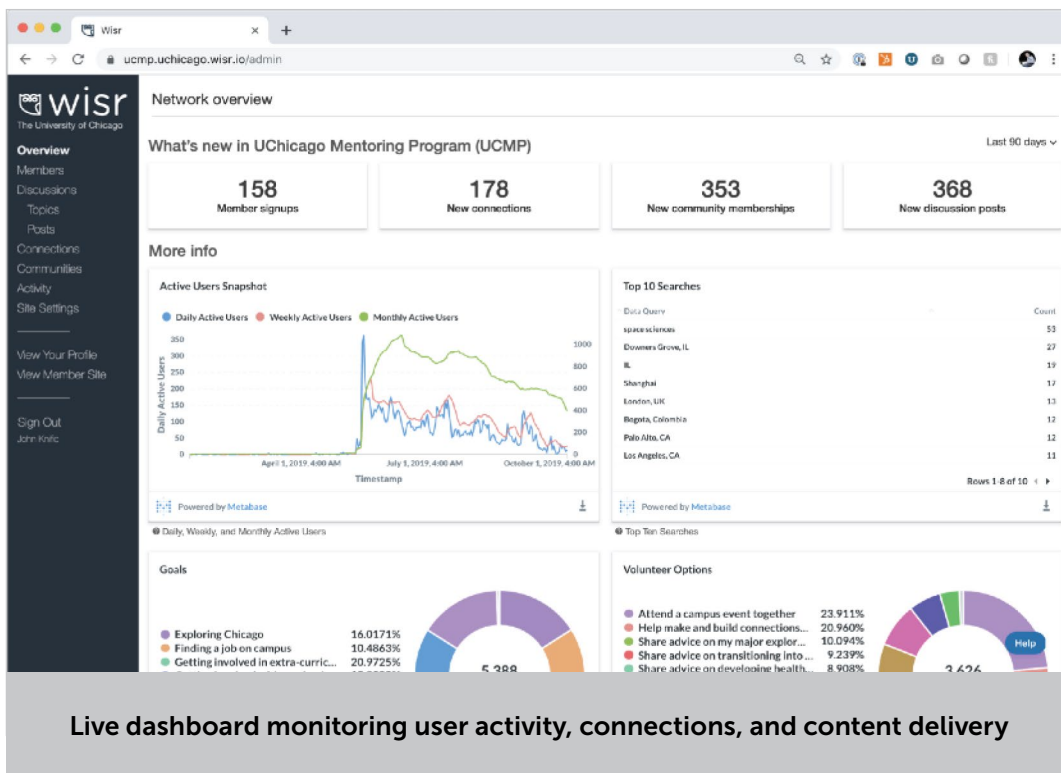 Wisr
ucmp.uchicago.wisr.io/admin
wisr
The University of Chicago
Overview
Members
Discussions
Topics
Posts
Connections
Communities
Activity
Site Settings
View Your Profile
View Member Site
Sign Out
John Knific
Network overview
What's new in UChicago Mentoring Program (UCMP)
Last 90 days
158
Member signups
178
New connections
353
New community memberships
368
New discussion posts
More info
Active Users Snapshot
Daily Active Users Weekly Active Users Monthly Active Users
Daily Active Users
350
300
250
200
150
100
50
0
1000
800
600
400
200
0
April 1, 2019, 4:00 AM July 1, 2019, 4:00 AM October 1, 2019, 4:00 AM
Timestamp
Powered by Metabase
Daily, Weekly, and Monthly Active Users
Top 10 Searches
Data Query Count
space sciences 53
Downers Grove, IL 27
IL 19
Shanghai 17
London, UK 13
Bogota, Colombia 12
Palo Alto, CA 12
Los Angeles, CA 11
Rows 1-8 of 10
Powered by Metabase
Top Ten Searches
Goals
Exploring Chicago 16.0171%
Finding a job on campus 10.4863%
Getting involved in extra-curric... 20.9725%
5,388
Volunteer Options
Attend a campus event together 23.911%
Help make and build connections... 20.960%
Share advice on my major explor... 10.094%
Share advice on transitioning into ... 9.239%
Share advice on developing health... 8.908%
3,626
Help
Live dashboard monitoring user activity, connections, and content delivery